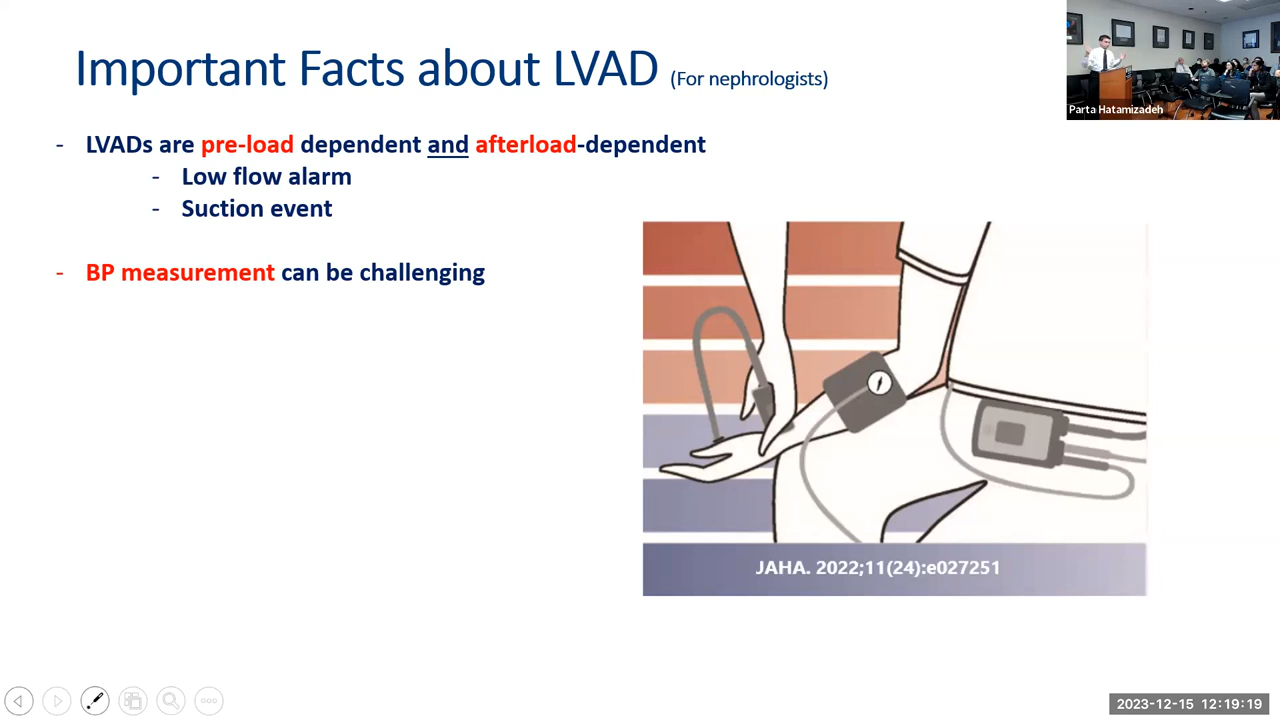 Important Facts about LVAD (For nephrologists)
Parta Hatamizadeh
- LVADs are pre-load dependent and afterload-dependent
- Low flow alarm
- Suction event
- BP measurement can be challenging
JAHA. 2022;11(24):e027251
2023-12-15 12:19:19